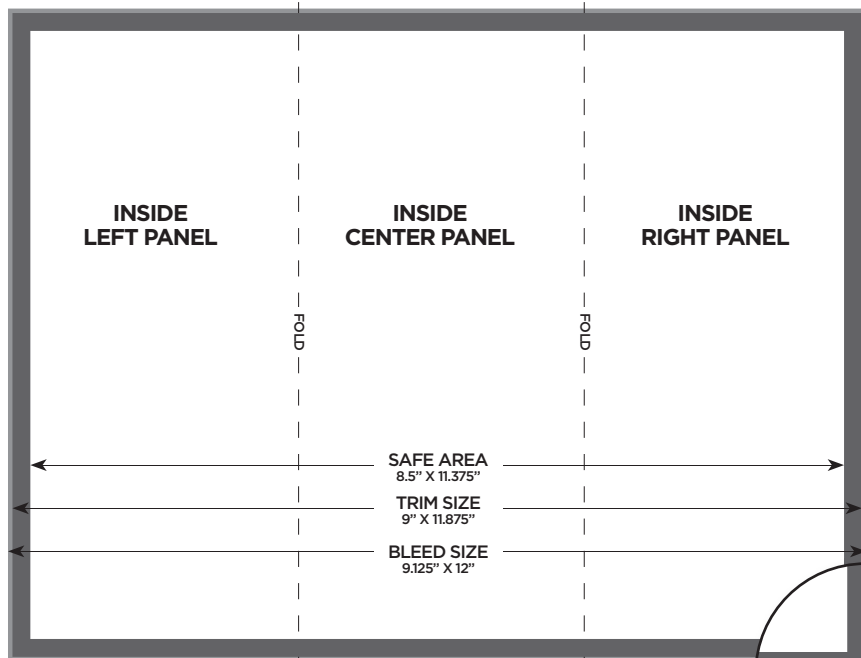 INSIDE
LEFT PANEL
INSIDE
CENTER PANEL
INSIDE
RIGHT PANEL
FOLD
FOLD
SAFE AREA
8.5” X 11.375”
TRIM SIZE
9” X 11.875”
BLEED SIZE
9.125” X 12”